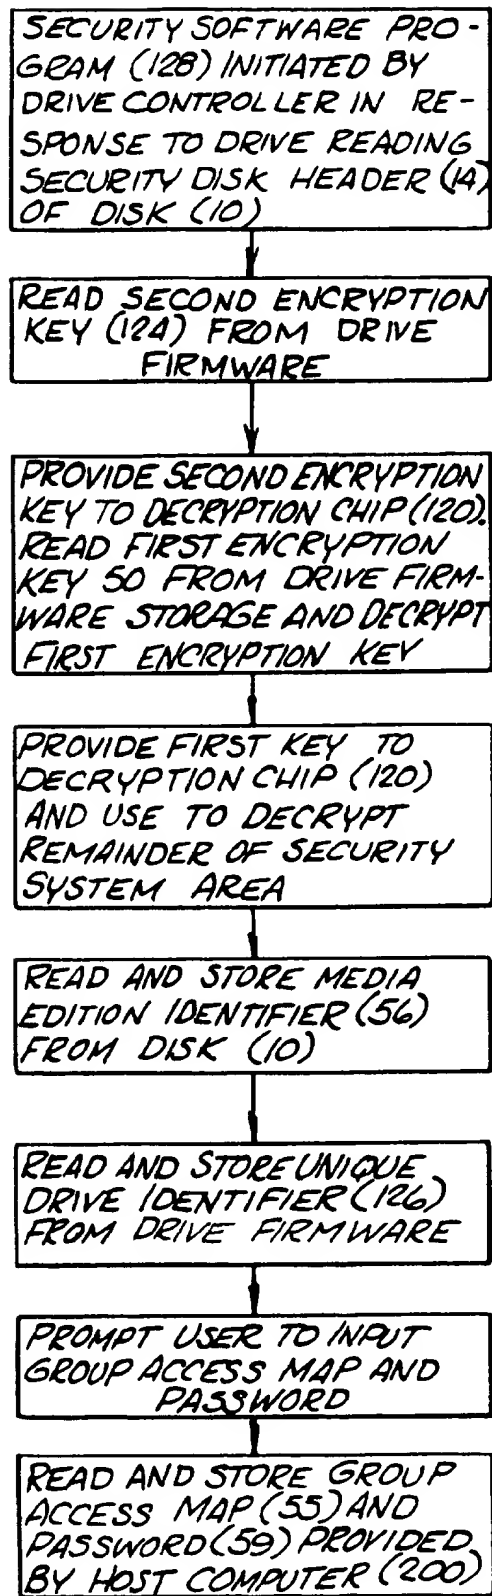 SECURITY SOFTWARE PRO-
GRAM (128) INITIATED BY
DRIVE CONTROLLER IN RE-
SPONSE TO DRIVE READING
SECURITY DISK HEADER (14)
OF DISK (10)
READ SECOND ENCRYPTION
KEY (124) FROM DRIVE
FIRMWARE
PROVIDE SECOND ENCRYPTION
KEY TO DECRYPTION CHIP (120).
READ FIRST ENCRYPTION
KEY 50 FROM DRIVE FIRM-
WARE STORAGE AND DECRYPT
FIRST ENCRYPTION KEY
PROVIDE FIRST KEY TO
DECRYPTION CHIP (120)
AND USE TO DECRYPT
REMAINDER OF SECURITY
SYSTEM AREA
READ AND STORE MEDIA
EDITION IDENTIFIER (56)
FROM DISK (10)
READ AND STORE UNIQUE
DRIVE IDENTIFIER (126)
FROM DRIVE FIRMWARE
PROMPT USER TO INPUT
GROUP ACCESS MAP AND
PASSWORD
READ AND STORE GROUP
ACCESS MAP (55) AND
PASSWORD (59) PROVIDED
BY HOST COMPUTER (200)